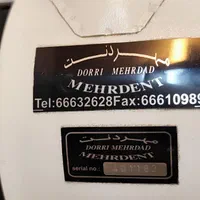 مهردنت
DORRI MEHRDAD
MEHRDENT
Tel:66632628Fax:6661098
مهردنت
DORRI MEHRDAD
MEHRDENT
serial no: